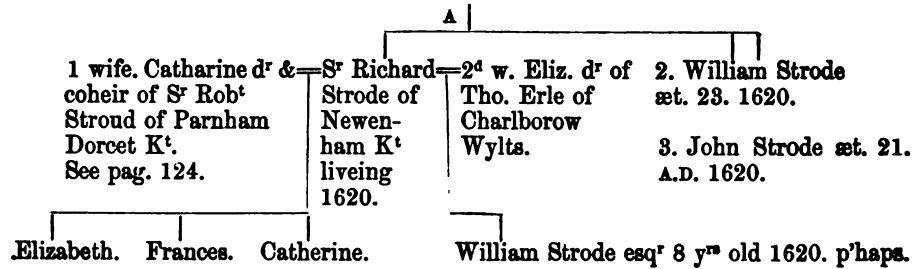 A
1 wife. Catharine dʳ &
coheir of Sʳ Robᵗ
Stroud of Parnham
Dorcet Kᵗ.
See pag. 124.
Sʳ Richard
Strode of
Newen-
ham Kᵗ
liveing
1620.
2ᵈ w. Eliz. dʳ of
Tho. Erle of
Charlborow
Wylts.
2. William Strode
æt. 23. 1620.
3. John Strode æt. 21.
A.D. 1620.
Elizabeth. Frances. Catherine. William Strode esqʳ 8 yʳˢ old 1620. p'haps.